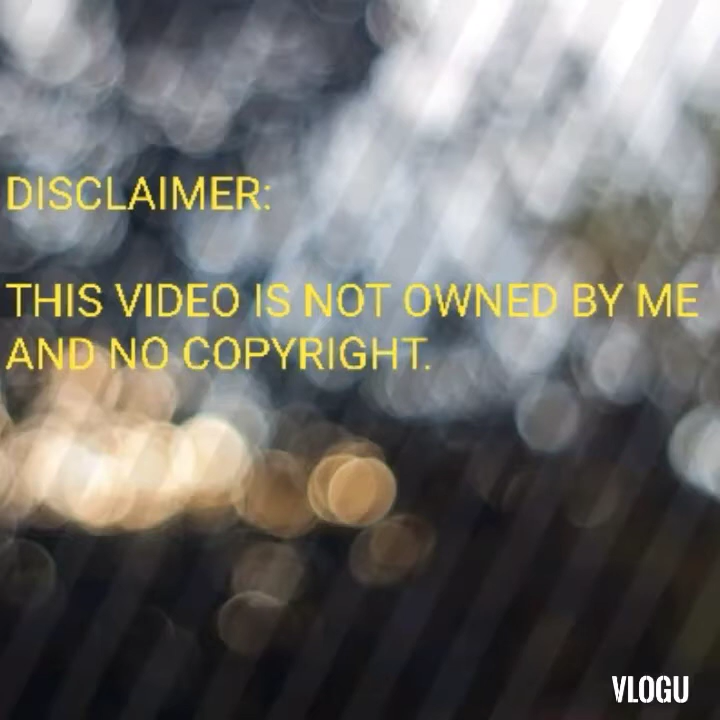 DISCLAIMER:
THIS VIDEO IS NOT OWNED BY ME
AND NO COPYRIGHT.
VLOGU